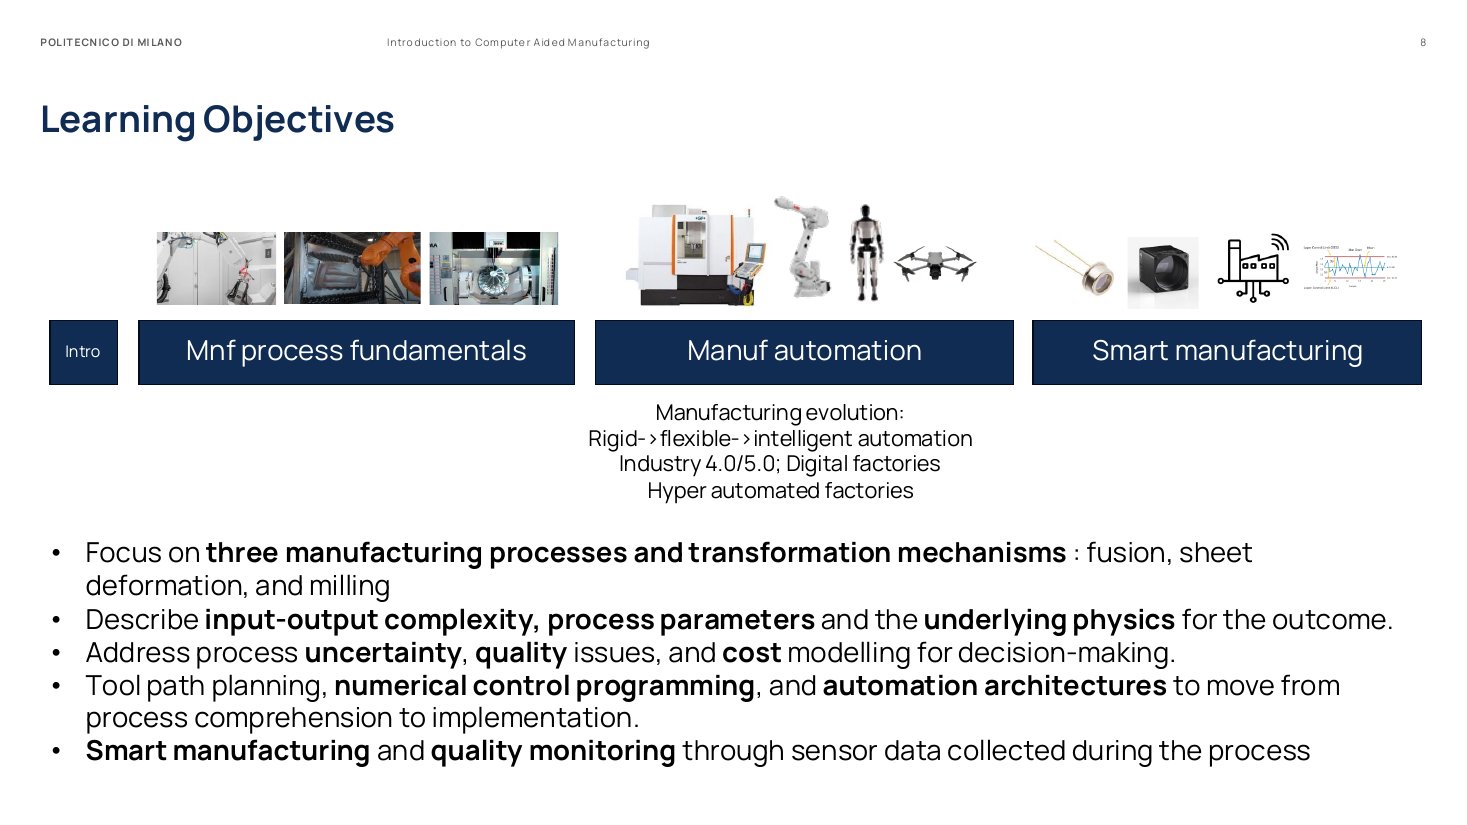 POLITECNICO DI MILANO
Introduction to Computer Aided Manufacturing
8
Learning Objectives
Intro
Mnf process fundamentals
Manuf automation
Smart manufacturing
Manufacturing evolution:
Rigid->flexible->intelligent automation
Industry 4.0/5.0; Digital factories
Hyper automated factories
• Focus on three manufacturing processes and transformation mechanisms : fusion, sheet
deformation, and milling
• Describe input-output complexity, process parameters and the underlying physics for the outcome.
• Address process uncertainty, quality issues, and cost modelling for decision-making.
• Tool path planning, numerical control programming, and automation architectures to move from
process comprehension to implementation.
• Smart manufacturing and quality monitoring through sensor data collected during the process